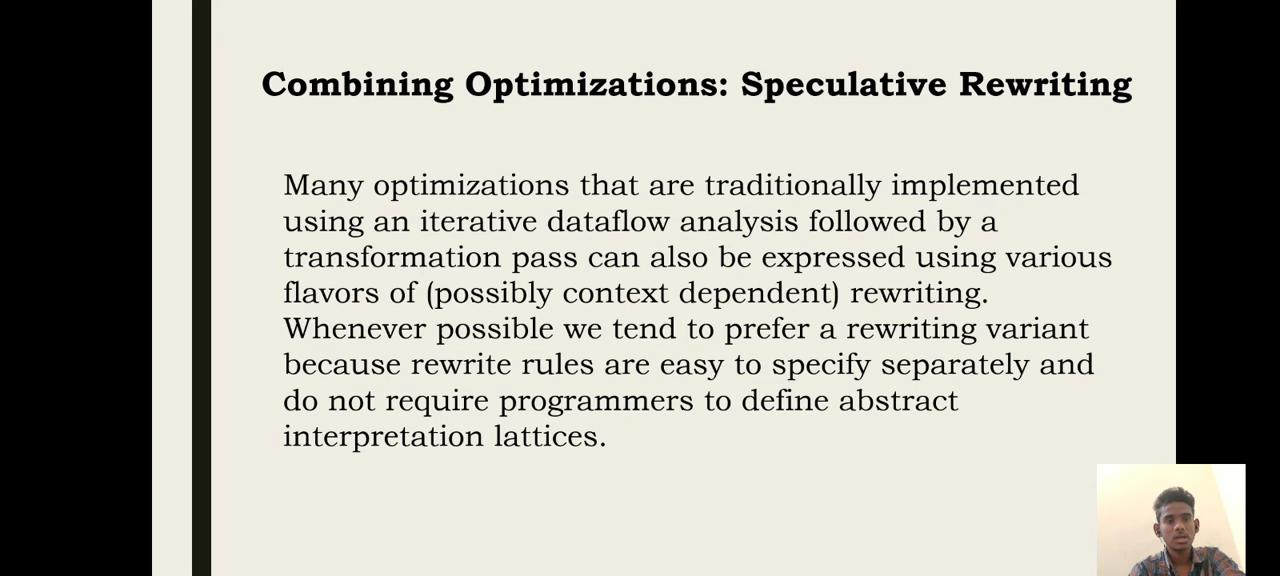 Combining Optimizations: Speculative Rewriting
Many optimizations that are traditionally implemented
using an iterative dataflow analysis followed by a
transformation pass can also be expressed using various
flavors of (possibly context dependent) rewriting.
Whenever possible we tend to prefer a rewriting variant
because rewrite rules are easy to specify separately and
do not require programmers to define abstract
interpretation lattices.